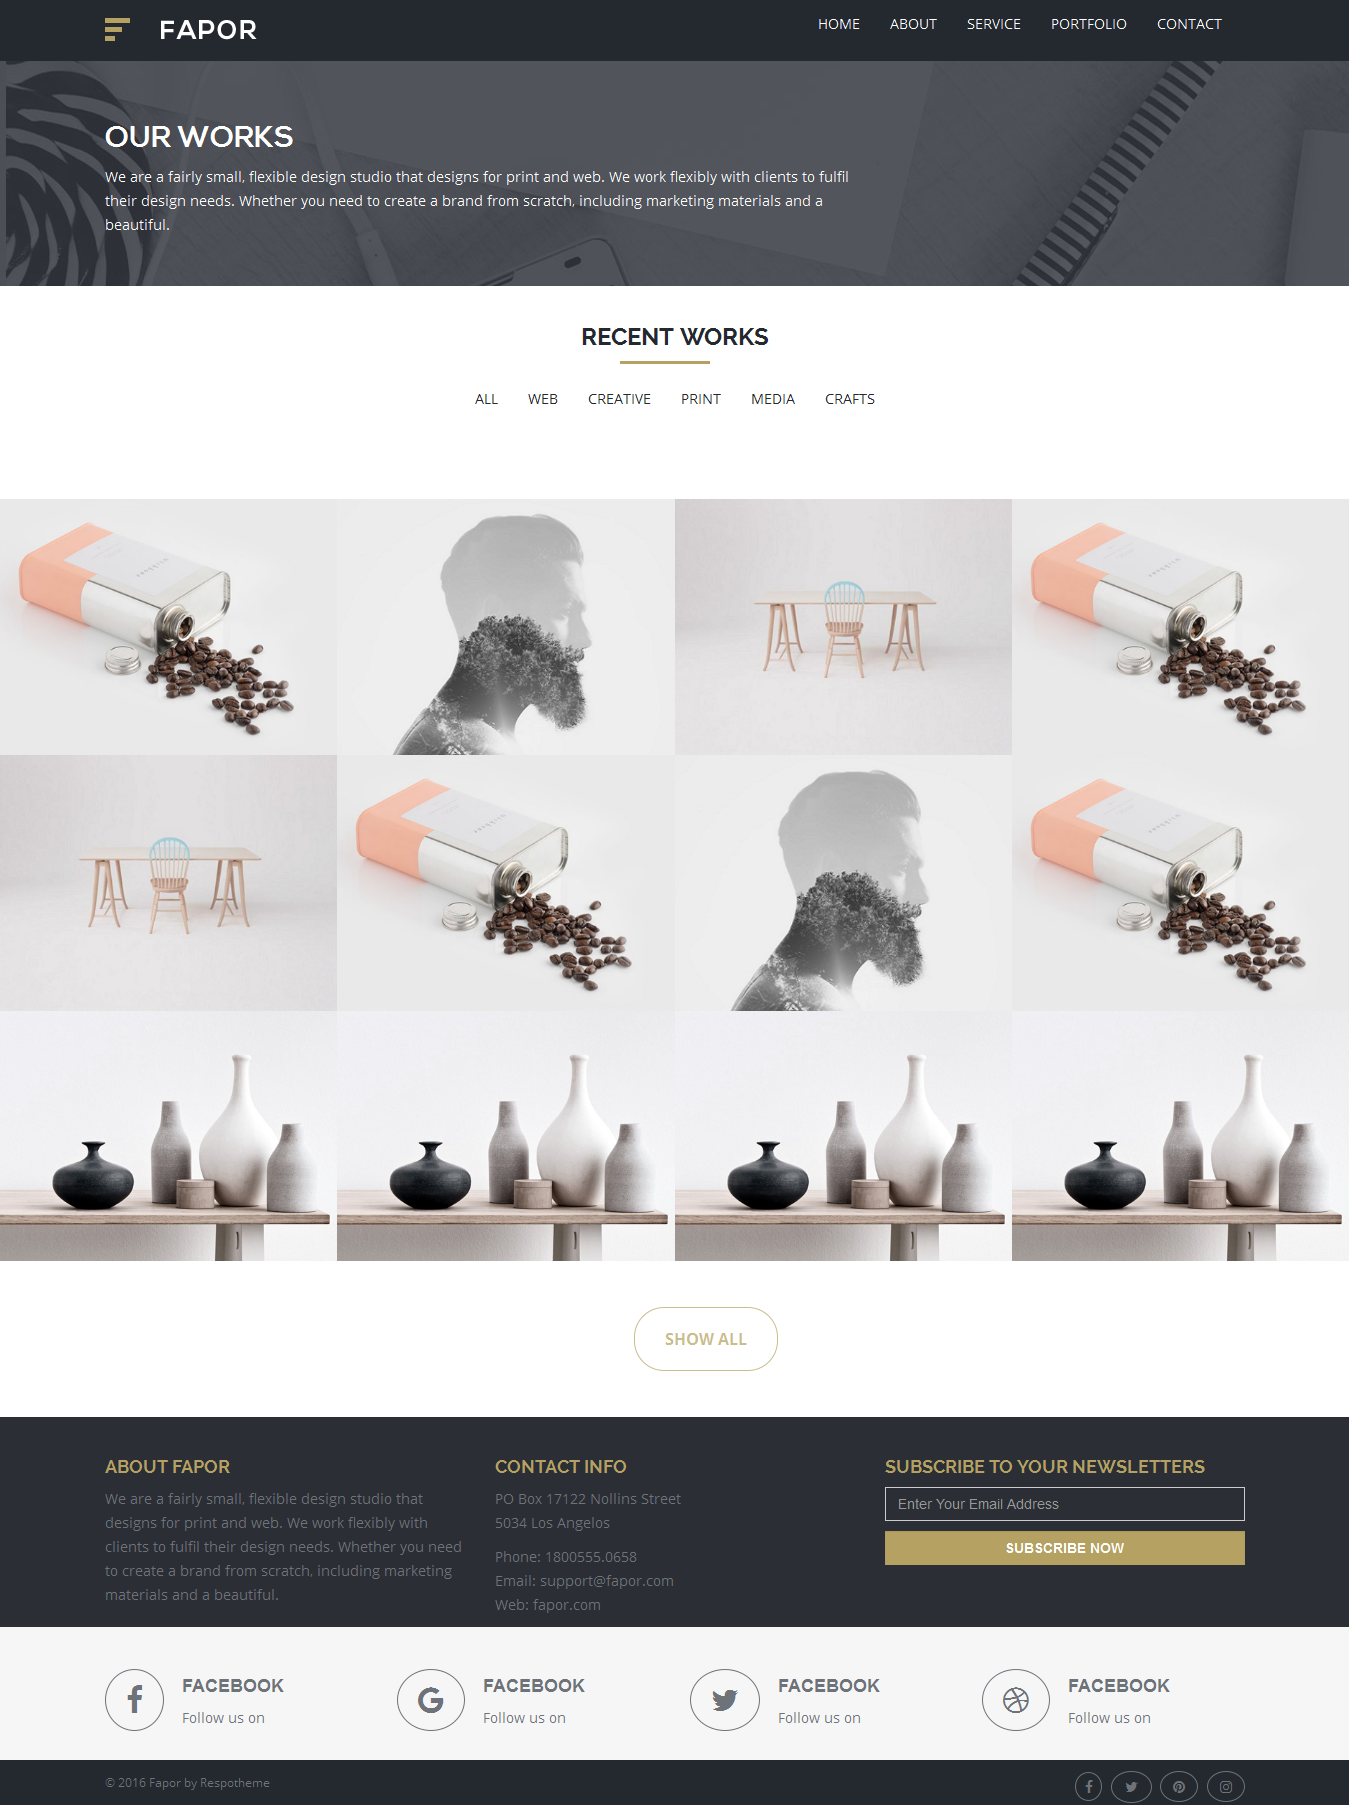 FAPOR
HOME ABOUT SERVICE PORTFOLIO CONTACT
OUR WORKS
We are a fairly small, flexible design studio that designs for print and web. We work flexibly with clients to fulfil
their design needs. Whether you need to create a brand from scratch, including marketing materials and a
beautiful.
RECENT WORKS
ALL WEB CREATIVE PRINT MEDIA CRAFTS
SHOW ALL
ABOUT FAPOR
We are a fairly small, flexible design studio that
designs for print and web. We work flexibly with
clients to fulfil their design needs. Whether you need
to create a brand from scratch, including marketing
materials and a beautiful.
CONTACT INFO
PO Box 17122 Nollins Street
5034 Los Angelos
Phone: 1800555.0658
Email: support@fapor.com
Web: fapor.com
SUBSCRIBE TO YOUR NEWSLETTERS
Enter Your Email Address
SUBSCRIBE NOW
FACEBOOK
Follow us on
FACEBOOK
Follow us on
FACEBOOK
Follow us on
FACEBOOK
Follow us on
© 2016 Fapor by Respotheme